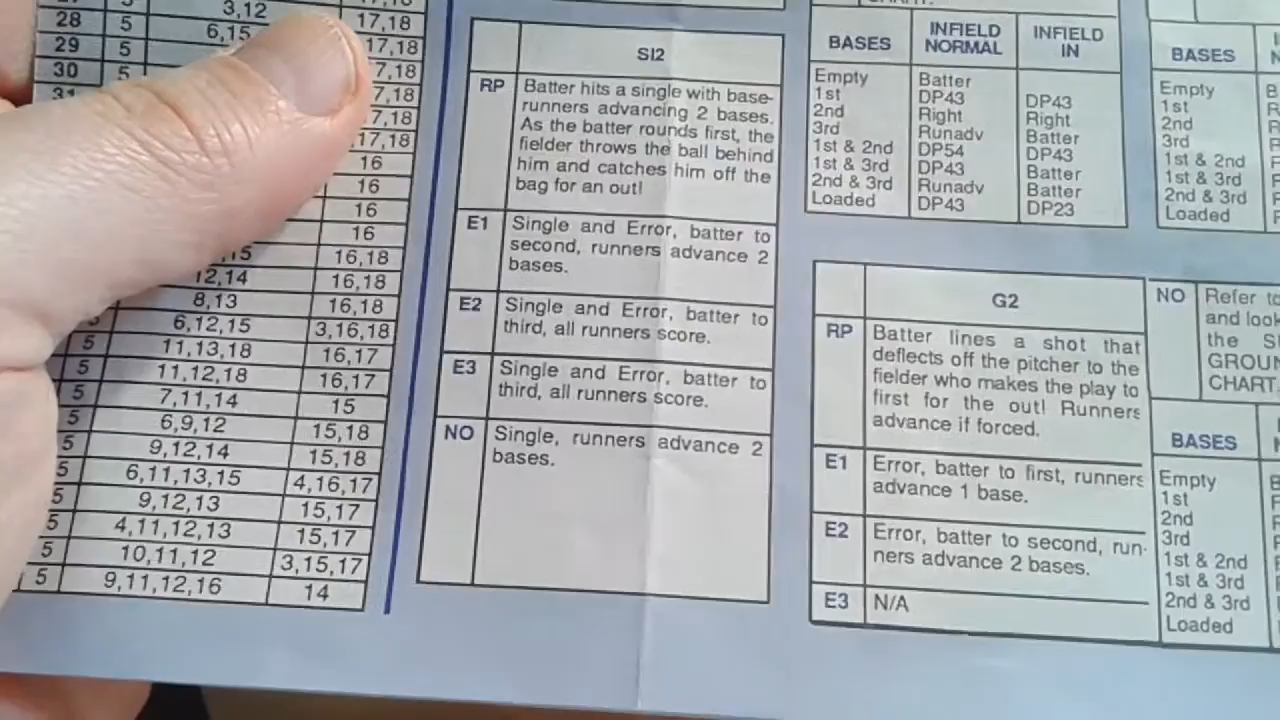 3,12
28 5 6,15 17,18
29 5 17,18
30 5 7,18
31 7,18
7,18
17,18
16
16
16
16
15 16,18
12,14 16,18
8,13 16,18
5 6,12,15 3,16,18
5 11,13,18 16,17
5 11,12,18 16,17
5 7,11,14 15
5 6,9,12 15,18
5 9,12,14 15,18
5 6,11,13,15 4,16,17
5 9,12,13 15,17
5 4,11,12,13 15,17
5 10,11,12 3,15,17
5 9,11,12,16 14
SI2
RP Batter hits a single with base-
runners advancing 2 bases.
As the batter rounds first, the
fielder throws the ball behind
him and catches him off the
bag for an out!
E1 Single and Error, batter to
second, runners advance 2
bases.
E2 Single and Error, batter to
third, all runners score.
E3 Single and Error, batter to
third, all runners score.
NO Single, runners advance 2
bases.
BASES INFIELD NORMAL INFIELD IN
Empty Batter
1st DP43 DP43
2nd Right Right
3rd Runadv Batter
1st & 2nd DP54 DP43
1st & 3rd DP43 Batter
2nd & 3rd Runadv Batter
Loaded DP43 DP23
G2
RP Batter lines a shot that
deflects off the pitcher to the
fielder who makes the play to
first for the out! Runners
advance if forced.
E1 Error, batter to first, runners
advance 1 base.
E2 Error, batter to second, run-
ners advance 2 bases.
E3 N/A
BASES
Empty
1st
2nd
3rd
1st & 2nd
1st & 3rd
2nd & 3rd
Loaded
NO Refer to
and look
the
GROUN
CHART.
BASES
Empty
1st
2nd
3rd
1st & 2nd
1st & 3rd
2nd & 3rd
Loaded